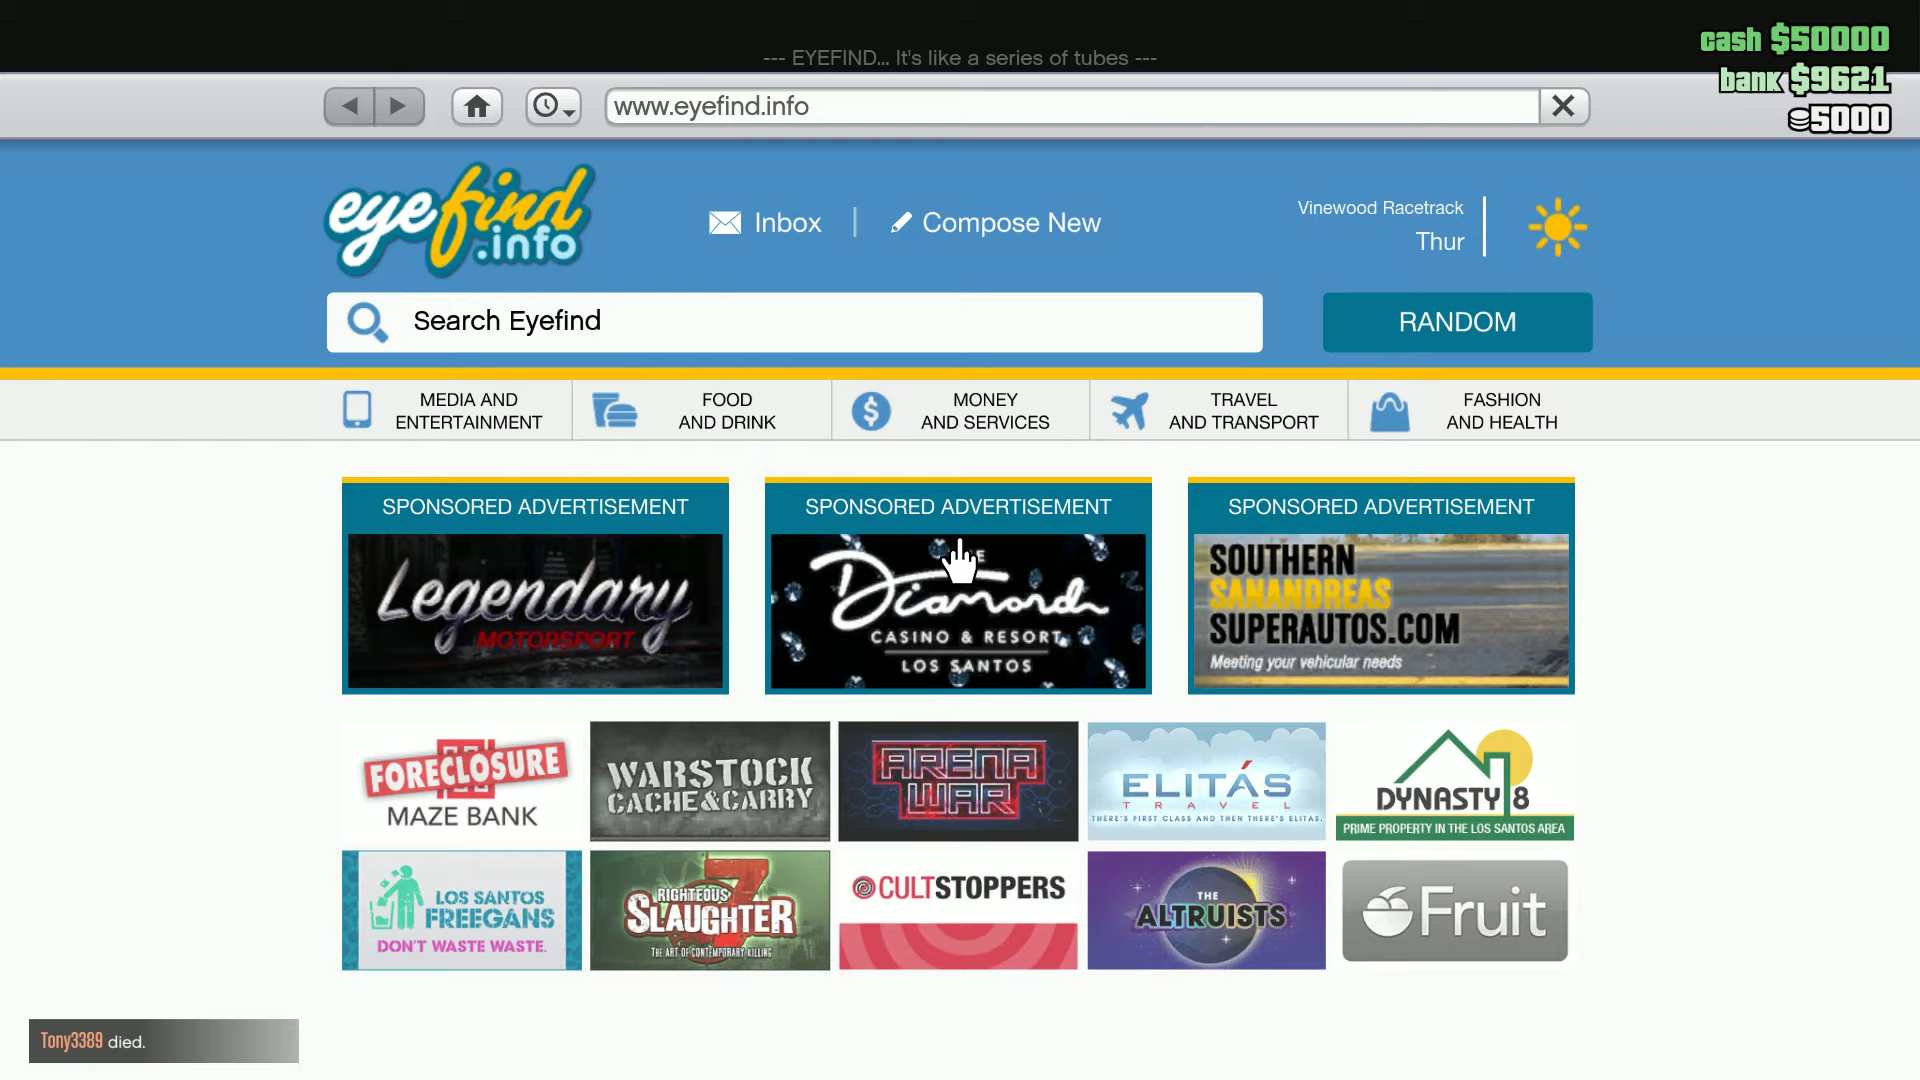 --- EYEFIND... It's like a series of tubes ---
cash $50000
bank $9621
5000
www.eyefind.info
eyefind
.info
Inbox
Compose New
Vinewood Racetrack
Thur
Search Eyefind
RANDOM
MEDIA AND
ENTERTAINMENT
FOOD
AND DRINK
MONEY
AND SERVICES
TRAVEL
AND TRANSPORT
FASHION
AND HEALTH
SPONSORED ADVERTISEMENT
Legendary
MOTORSPORT
SPONSORED ADVERTISEMENT
Diamond
CASINO & RESORT
LOS SANTOS
SPONSORED ADVERTISEMENT
SOUTHERN
SANANDREAS
SUPERAUTOS.COM
Meeting your vehicular needs
FORECLOSURE
MAZE BANK
WARSTOCK
CACHE&CARRY
ARENA
WAR
ELITÁS
TRAVEL
THERE'S FIRST CLASS AND THEN THERE'S ELITAS.
DYNASTY 8
PRIME PROPERTY IN THE LOS SANTOS AREA
LOS SANTOS
FREEGANS
DON'T WASTE WASTE.
RIGHTEOUS
SLAUGHTER
7
THE ART OF CONTEMPORARY KILLING
CULTSTOPPERS
THE
ALTRUISTS
Fruit
Tony3389 died.